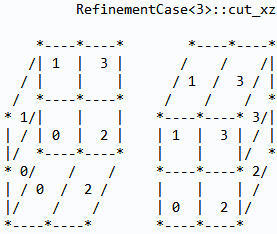 RefinementCase<3>::cut_xz

      *----*----*        *----*----*
     /|    |    |       /    /    /|
    / | 1  | 3  |      / 1  / 3  / |
   /  *----*----*     /    /    /  *
  * 1/|    |    |    *----*----* 3/|
  | / | 0  | 2  |    | 1  | 3  | / |
  |/  *----*----*    |    |    |/  *
  * 0/    /    /     *----*----* 2/
  | / 0  / 2  /      |    |    | /
  |/    /    /       | 0  | 2  |/
  *----*----*        *----*----*